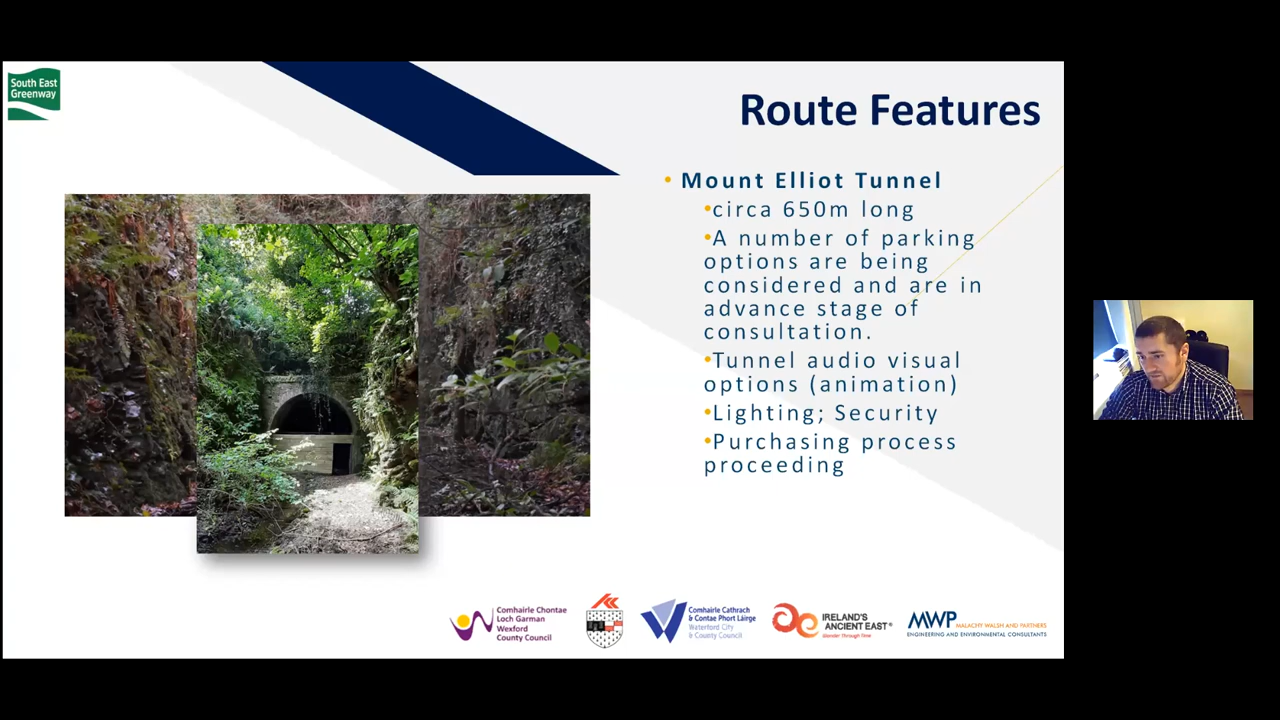 South East
Greenway
Route Features
• Mount Elliot Tunnel
•circa 650m long
•A number of parking
options are being
considered and are in
advance stage of
consultation.
•Tunnel audio visual
options (animation)
•Lighting; Security
•Purchasing process
proceeding
Comhairle Chontae
Loch Garman
Wexford
County Council
Comhairle Cathrach
& Contae Phort Láirge
Waterford City
& County Council
IRELAND'S
ANCIENT EAST®
Wander Through Time
MWP MALACHY WALSH AND PARTNERS
ENGINEERING AND ENVIRONMENTAL CONSULTANTS